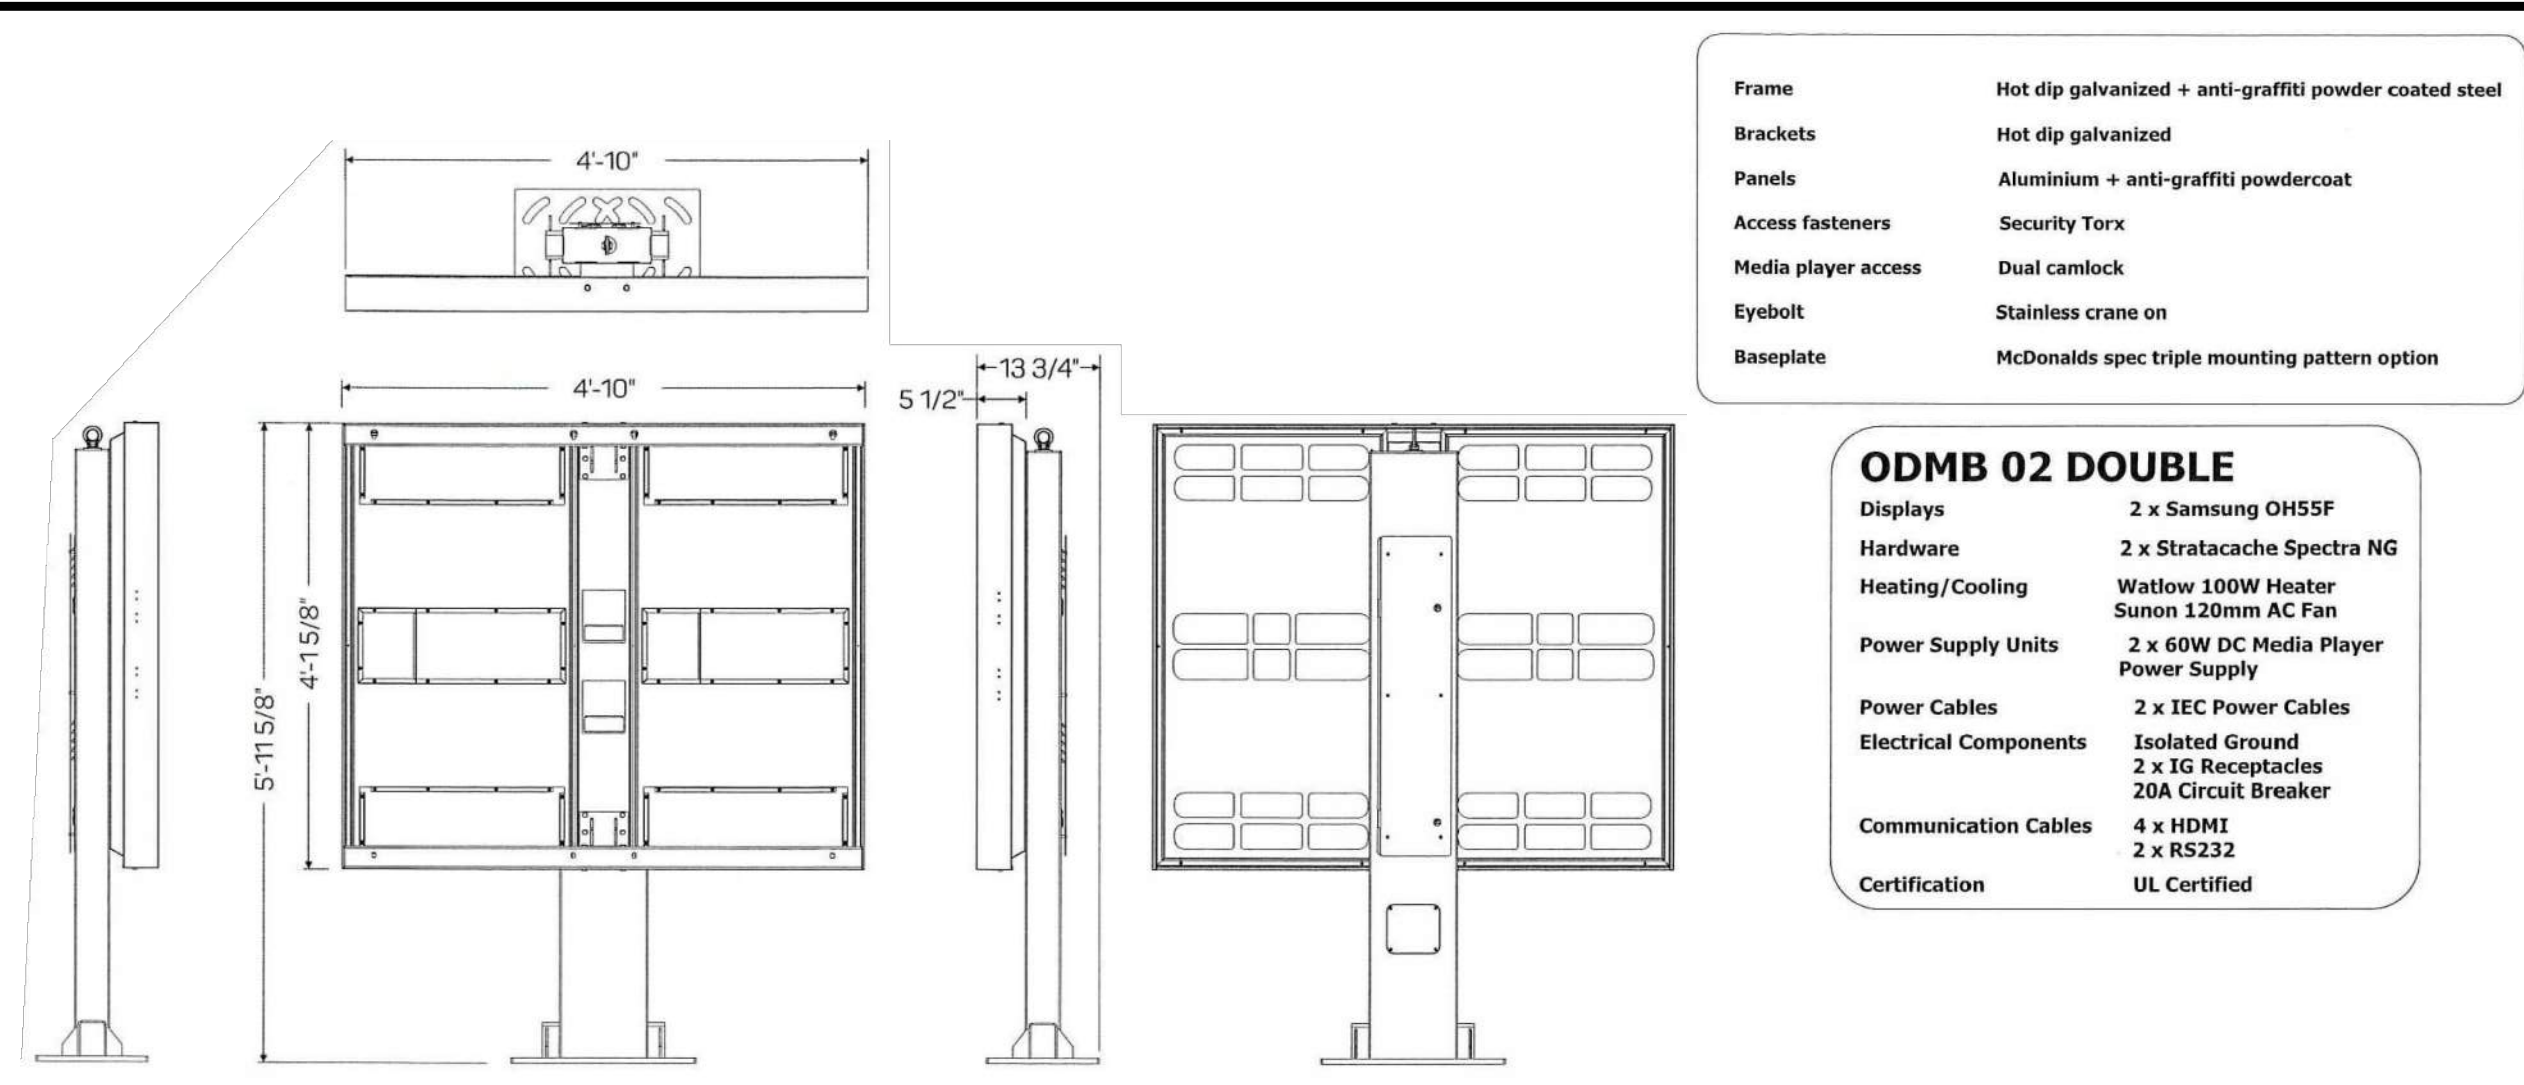 4'-10"
4'-10"
5'-11 5/8"
4'-1 5/8"
13 3/4"
5 1/2"
Frame Hot dip galvanized + anti-graffiti powder coated steel
Brackets Hot dip galvanized
Panels Aluminium + anti-graffiti powdercoat
Access fasteners Security Torx
Media player access Dual camlock
Eyebolt Stainless crane on
Baseplate McDonalds spec triple mounting pattern option
ODMB 02 DOUBLE
Displays 2 x Samsung OH55F
Hardware 2 x Stratacache Spectra NG
Heating/Cooling Watlow 100W Heater
Sunon 120mm AC Fan
Power Supply Units 2 x 60W DC Media Player
Power Supply
Power Cables 2 x IEC Power Cables
Electrical Components Isolated Ground
2 x IG Receptacles
20A Circuit Breaker
Communication Cables 4 x HDMI
2 x RS232
Certification UL Certified